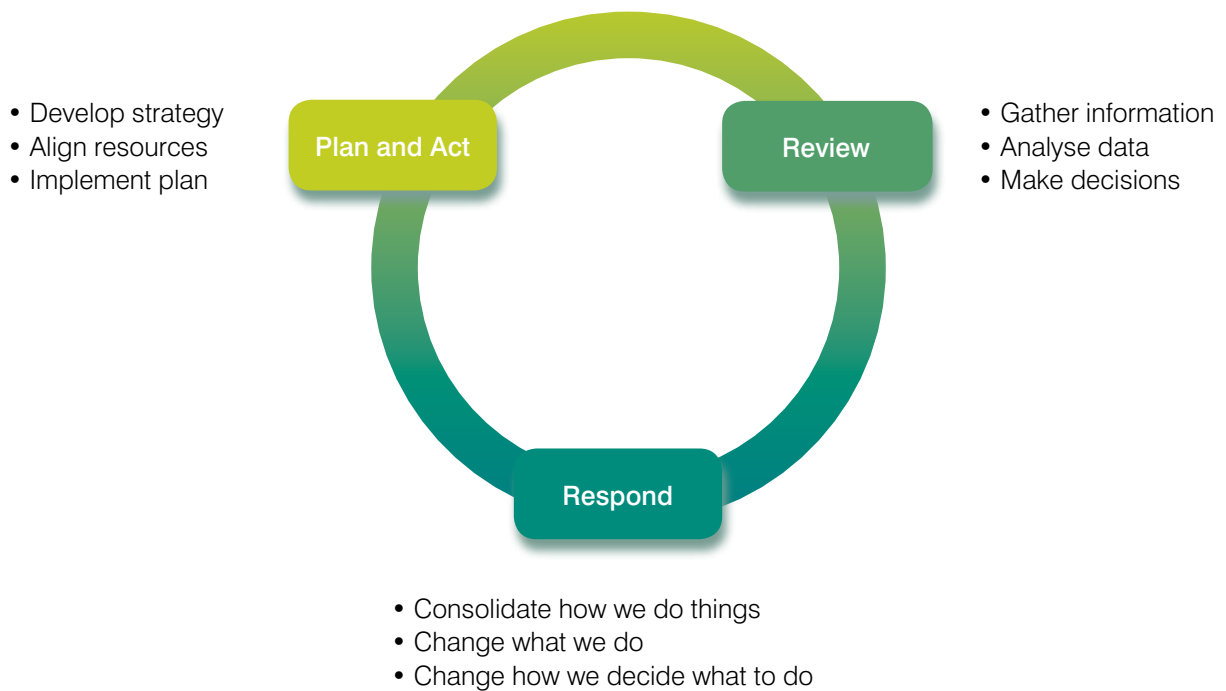 Plan and Act
• Develop strategy
• Align resources
• Implement plan
Review
• Gather information
• Analyse data
• Make decisions
Respond
• Consolidate how we do things
• Change what we do
• Change how we decide what to do